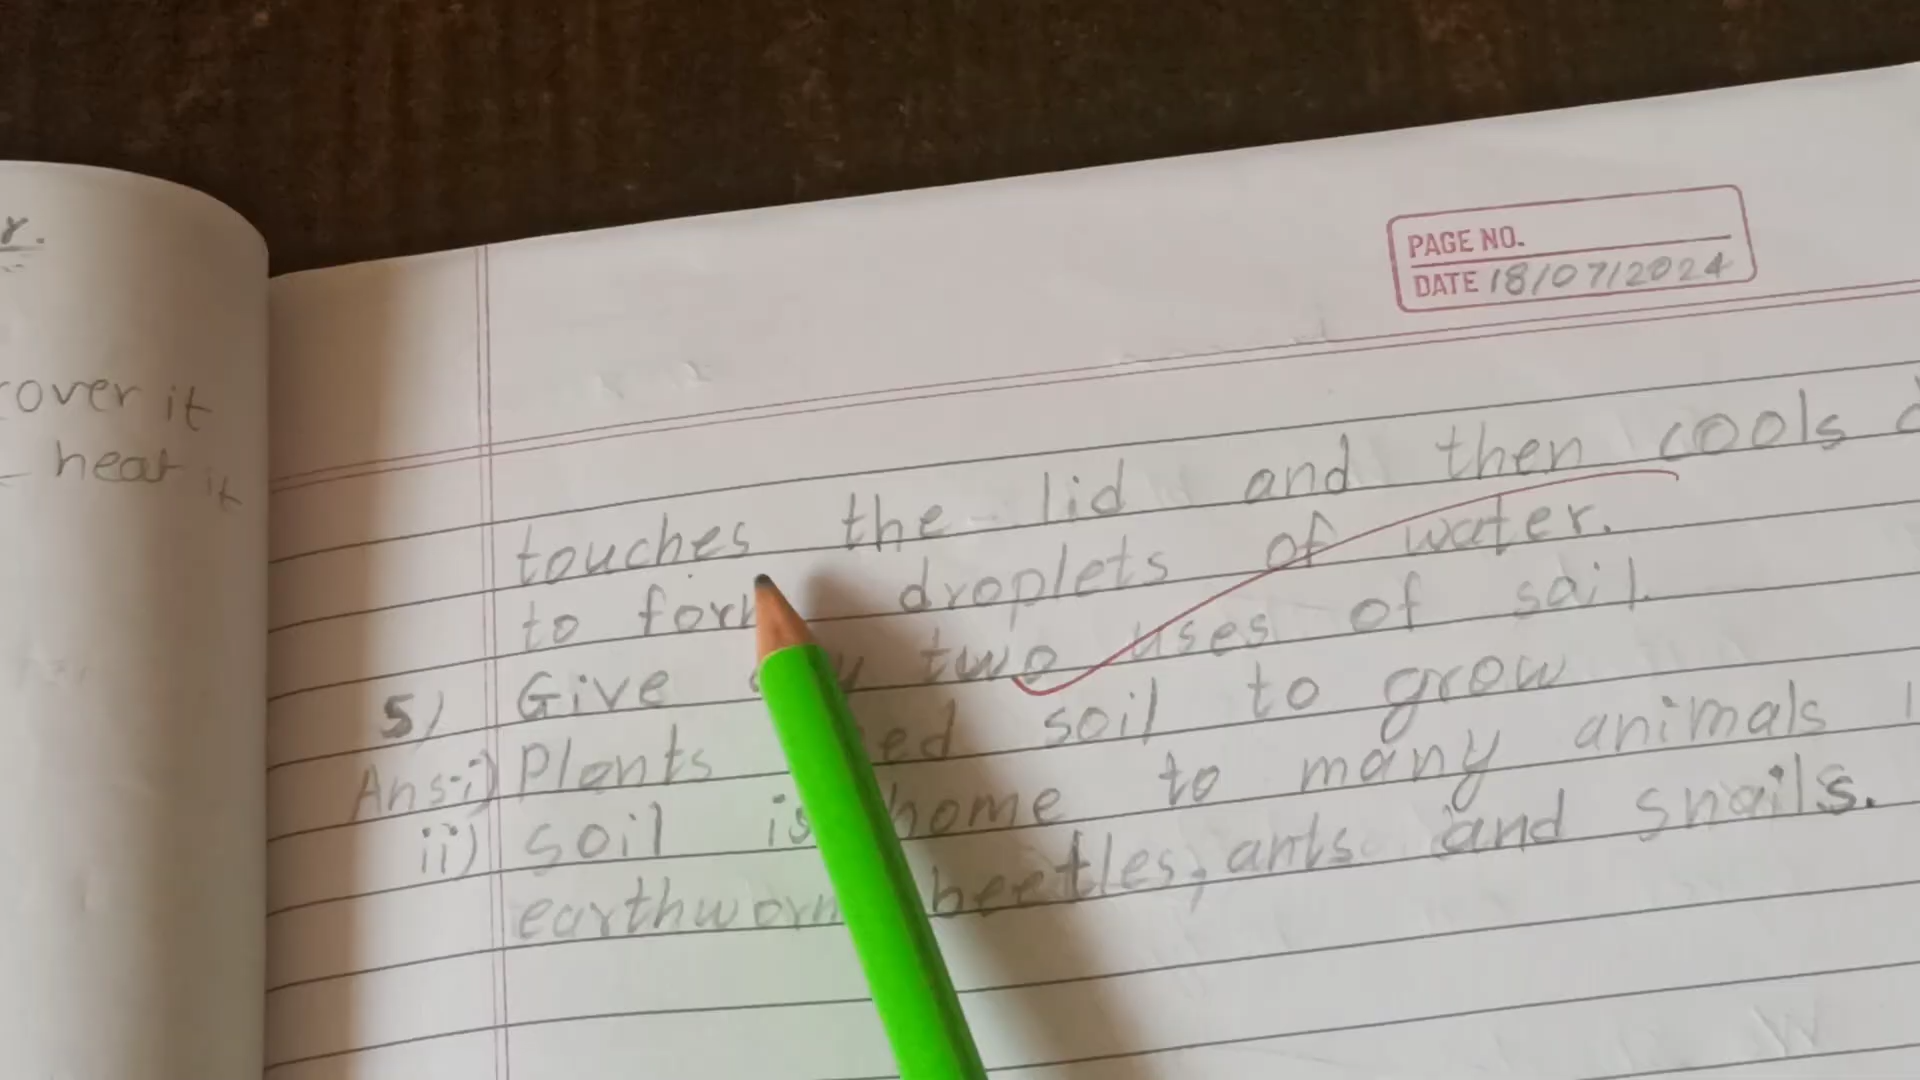 r.
cover it
heat it
PAGE NO.
DATE 18/07/2024
touches the lid and then cools
to form droplets of water.
5) Give two uses of sail.
Ans:i) Plants soil to grow
ii) soil is home to many animals
earthworm beetles, ants and snails.